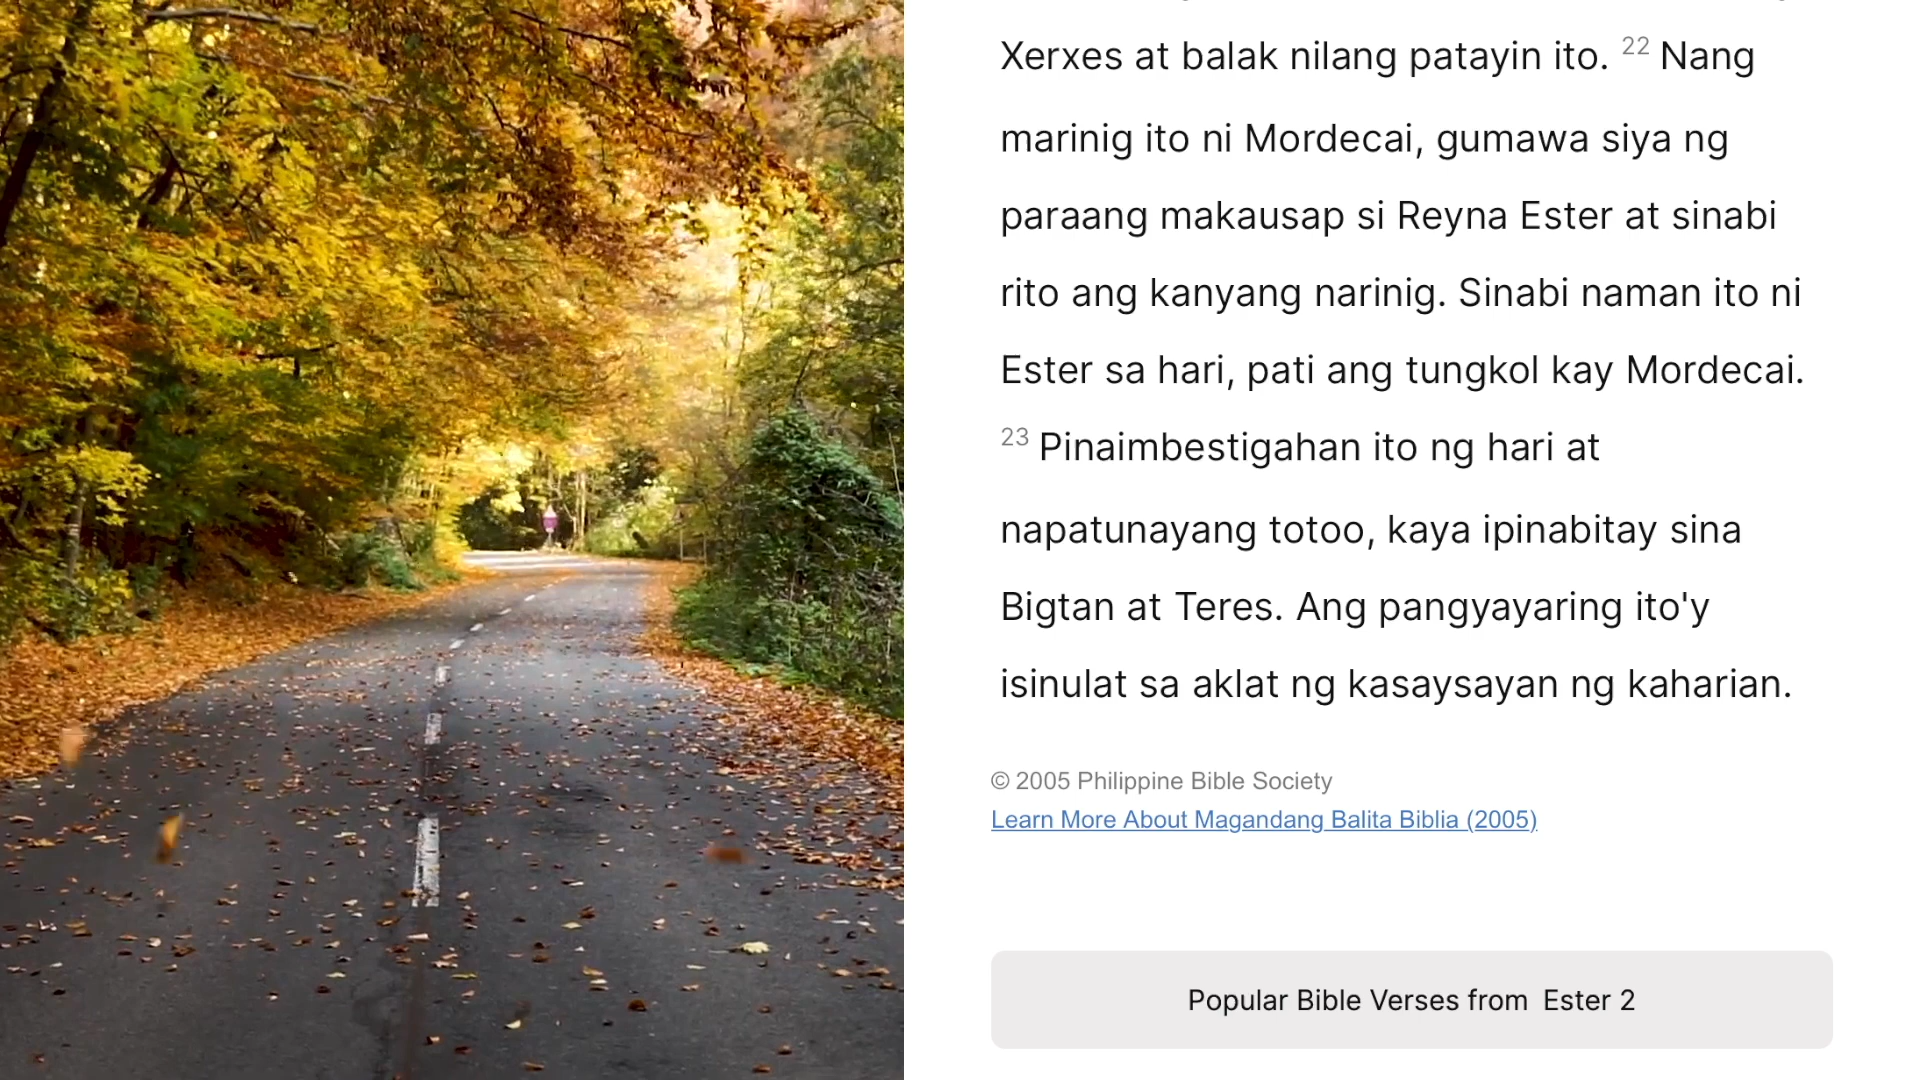 Xerxes at balak nilang patayin ito. 22 Nang
marinig ito ni Mordecai, gumawa siya ng
paraang makausap si Reyna Ester at sinabi
rito ang kanyang narinig. Sinabi naman ito ni
Ester sa hari, pati ang tungkol kay Mordecai.
23 Pinaimbestigahan ito ng hari at
napatunayang totoo, kaya ipinabitay sina
Bigtan at Teres. Ang pangyayaring ito'y
isinulat sa aklat ng kasaysayan ng kaharian.
© 2005 Philippine Bible Society
Learn More About Magandang Balita Biblia (2005)
Popular Bible Verses from Ester 2